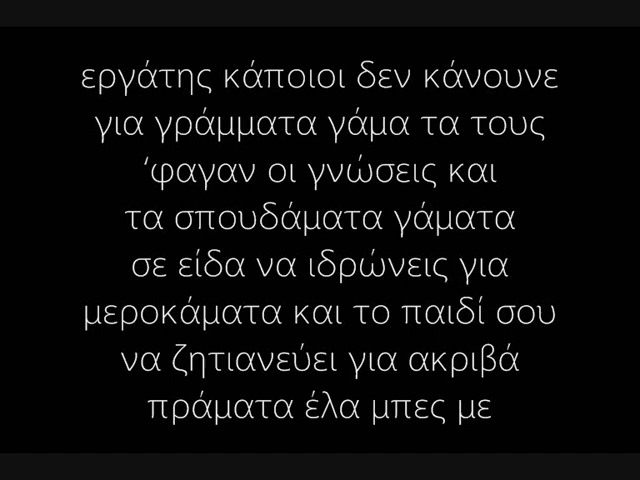 εργάτης κάποιοι δεν κάνουνε
για γράμματα γάμα τα τους
‘φαγαν οι γνώσεις και
τα σπουδάματα γάματα
σε είδα να ιδρώνεις για
μεροκάματα και το παιδί σου
να ζητιανεύει για ακριβά
πράματα έλα μπες με